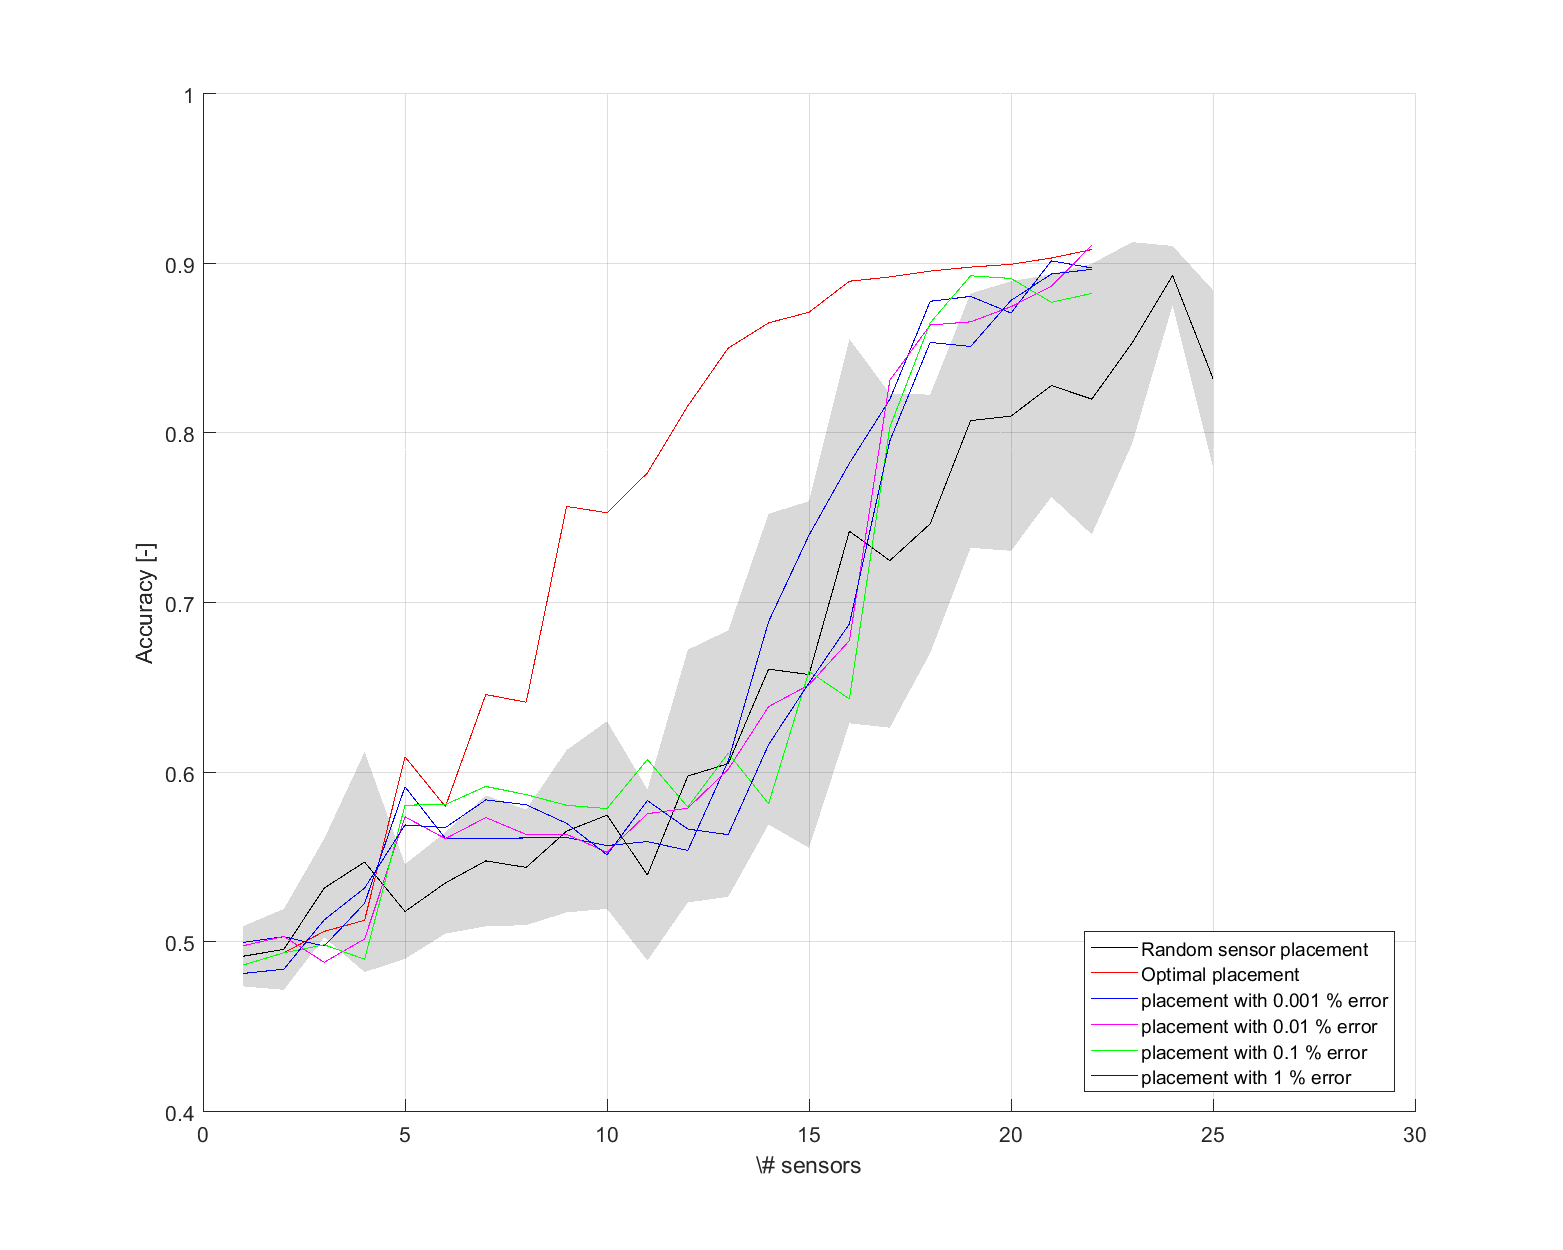 1
0.9
0.8
0.7
0.6
0.5
0.4
Accuracy [-]
0 5 10 15 20 25 30
\# sensors
Random sensor placement
Optimal placement
placement with 0.001 % error
placement with 0.01 % error
placement with 0.1 % error
placement with 1 % error